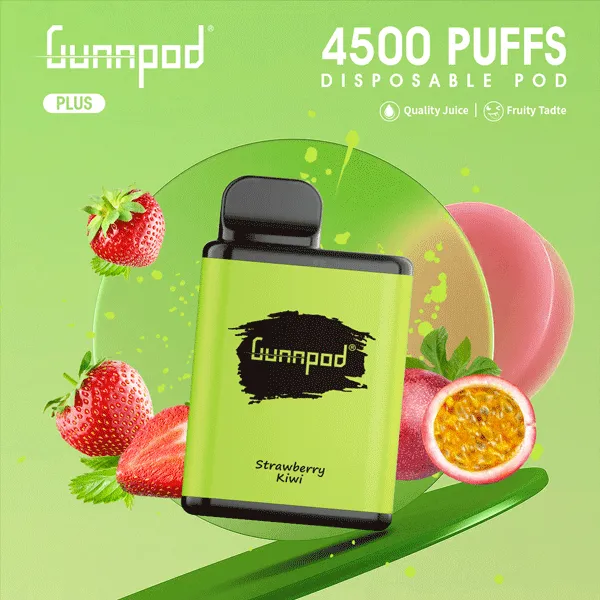 Gunnpod®
PLUS
4500 PUFFS
DISPOSABLE POD
Quality Juice | Fruity Tadte
Gunnpod®
Strawberry
Kiwi